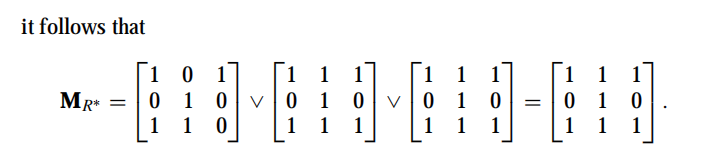 it follows that
1 0 1 1 1 1 1 1 1 1 1 1
M_{R*} = 0 1 0 ∨ 0 1 0 ∨ 0 1 0 = 0 1 0 .
1 1 0 1 1 1 1 1 1 1 1 1